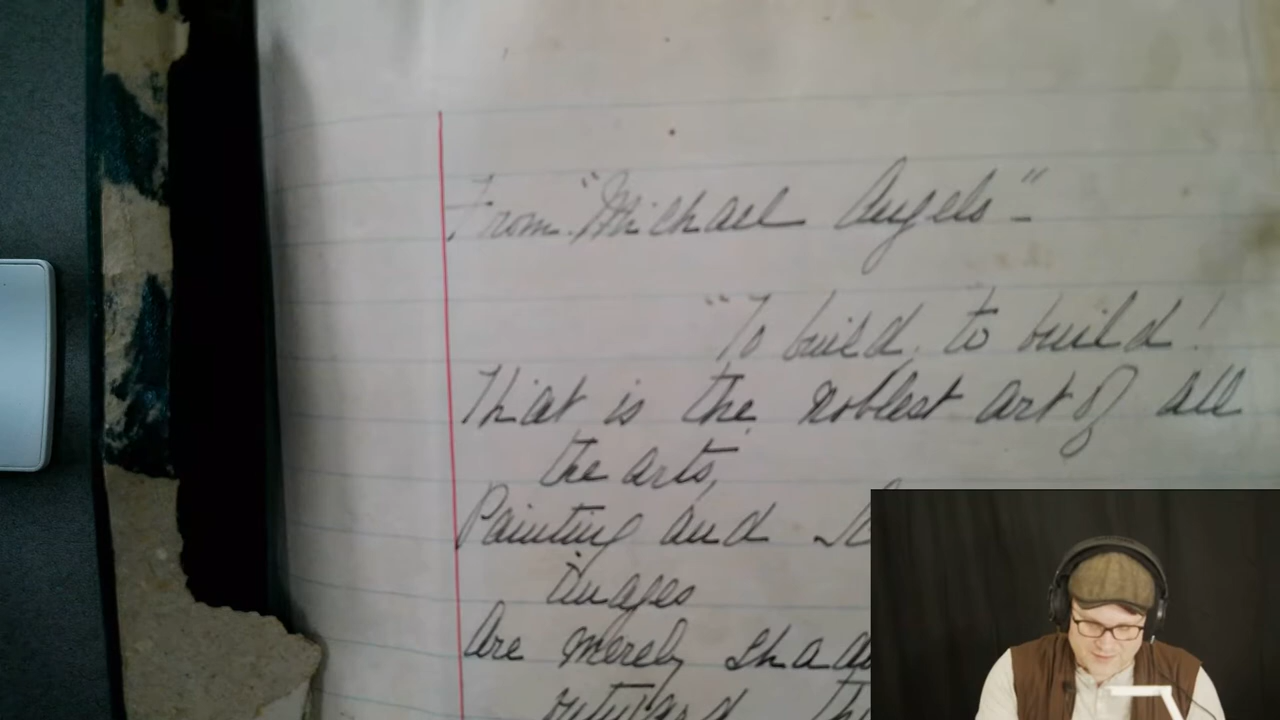 From "Michael Angelo" -
"To build, to build!
That is the noblest art of all
the arts,
Painting and
images
Are merely
outward